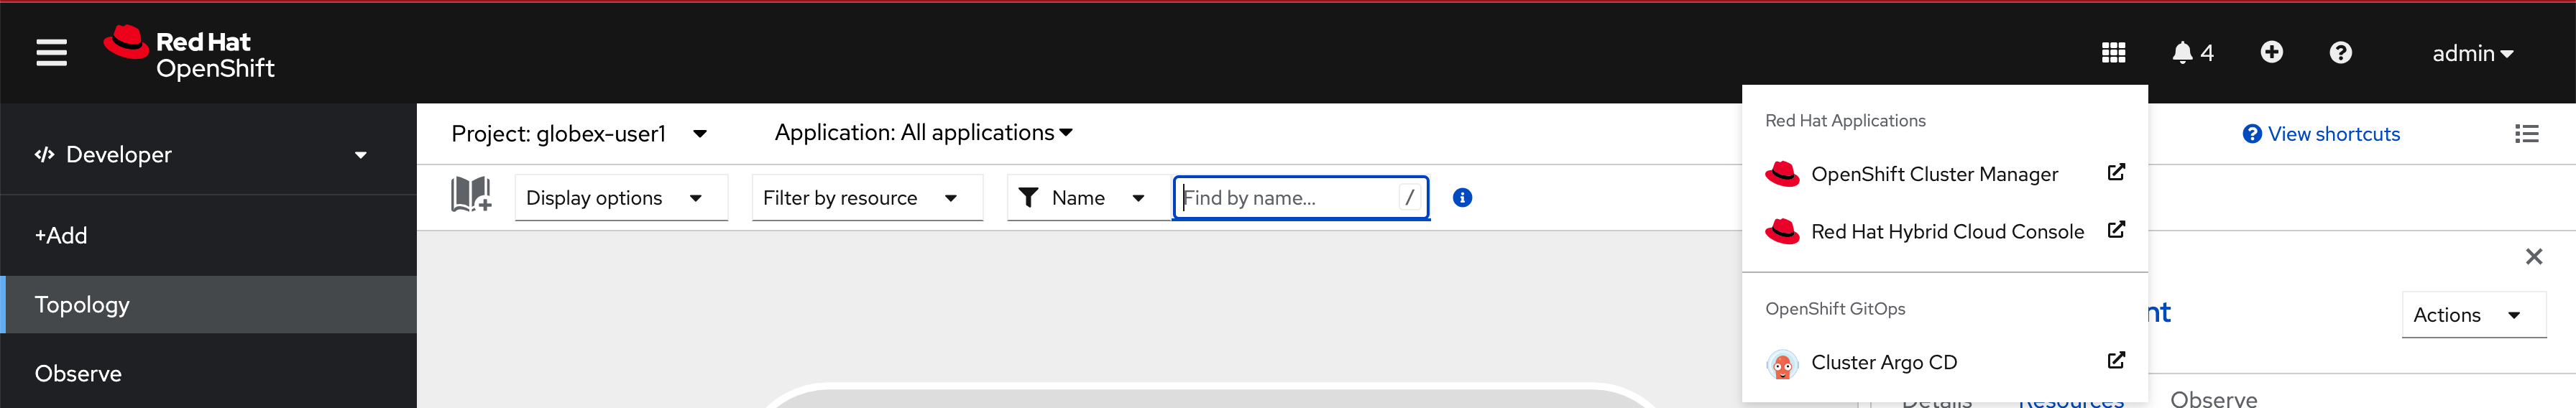 Red Hat
OpenShift
4
admin
Developer
Project: globex-user1
Application: All applications
Red Hat Applications
View shortcuts
OpenShift Cluster Manager
Display options
Filter by resource
Name
Find by name...
/
+Add
Red Hat Hybrid Cloud Console
Topology
OpenShift GitOps
nt
Actions
Observe
Cluster Argo CD
Details
Resources
Observe